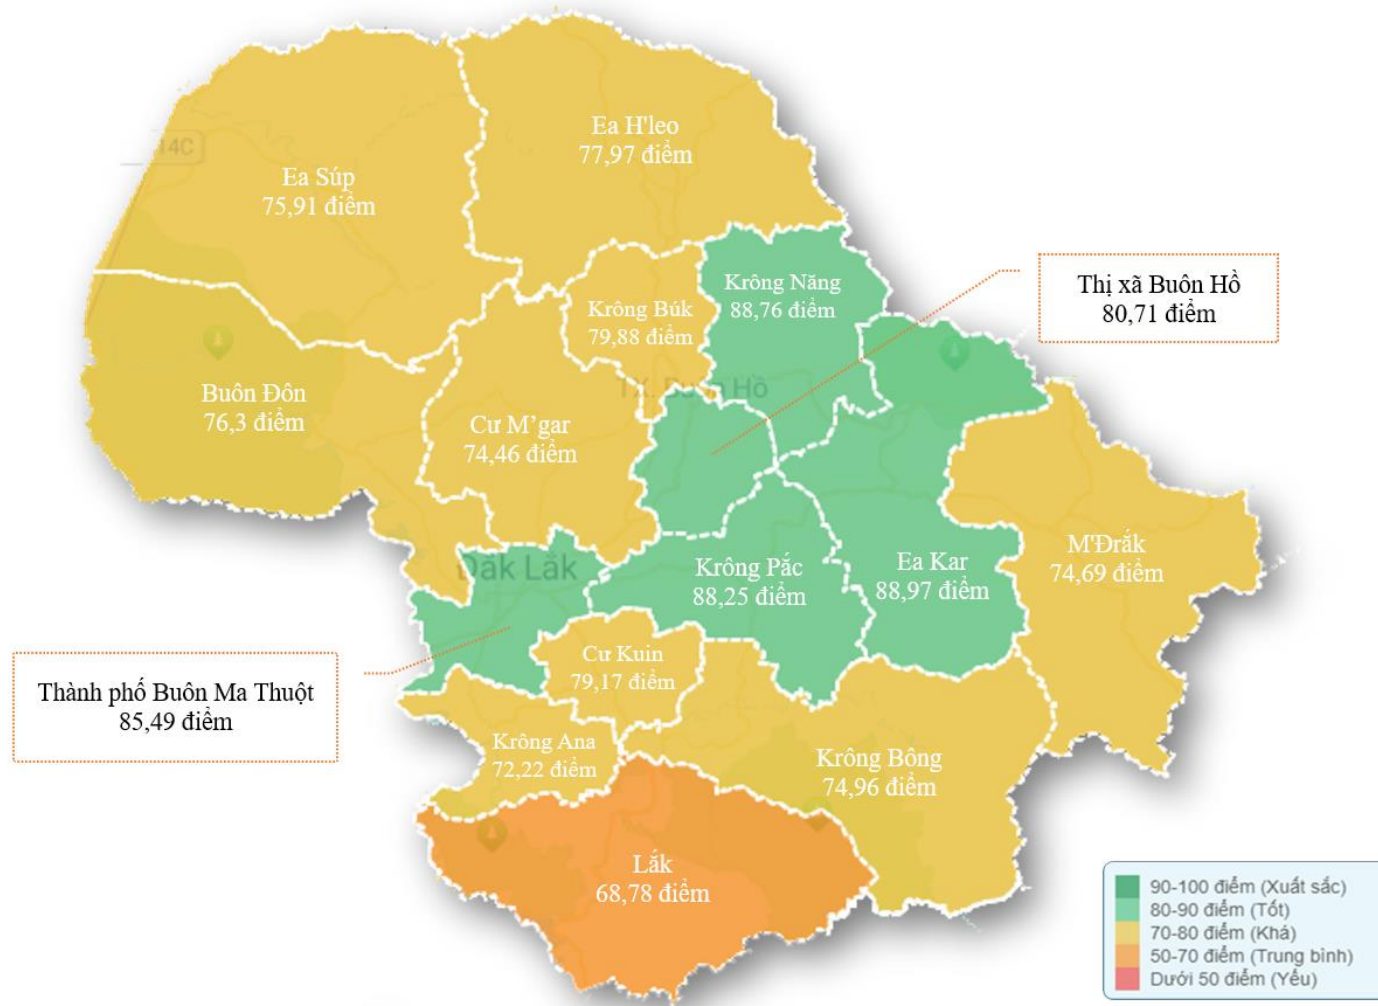 Ea H'leo
77,97 điểm
14C
Ea Súp
75,91 điểm
Krông Năng
88,76 điểm
Thị xã Buôn Hồ
80,71 điểm
Krông Búk
79,88 điểm
TX. Buôn Hồ
Buôn Đôn
76,3 điểm
Cư M’gar
74,46 điểm
M'Đrắk
74,69 điểm
Đắk Lắk
Krông Pắc
88,25 điểm
Ea Kar
88,97 điểm
Cư Kuin
79,17 điểm
Thành phố Buôn Ma Thuột
85,49 điểm
Krông Ana
72,22 điểm
Krông Bông
74,96 điểm
Lắk
68,78 điểm
90-100 điểm (Xuất sắc)
80-90 điểm (Tốt)
70-80 điểm (Khá)
50-70 điểm (Trung bình)
Dưới 50 điểm (Yếu)